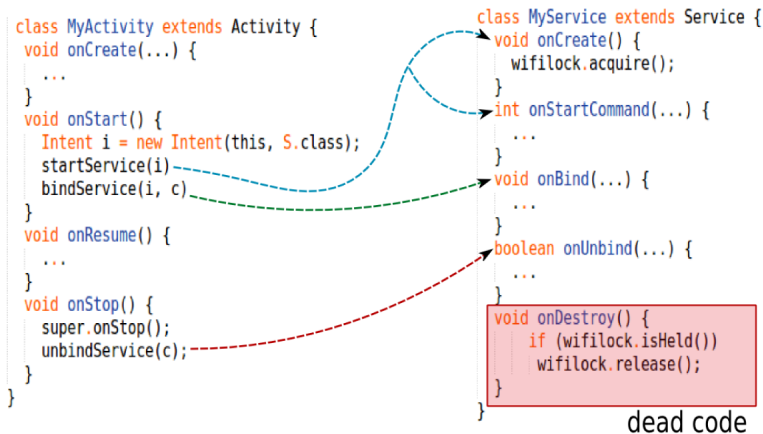 class MyActivity extends Activity {
void onCreate(...) {
...
}
void onStart() {
Intent i = new Intent(this, S.class);
startService(i)
bindService(i, c)
}
void onResume() {
...
}
void onStop() {
super.onStop();
unbindService(c);
}
}
class MyService extends Service {
void onCreate() {
wifilock.acquire();
}
int onStartCommand(...) {
...
}
void onBind(...) {
...
}
boolean onUnbind(...) {
...
}
void onDestroy() {
if (wifilock.isHeld())
wifilock.release();
}
}
dead code